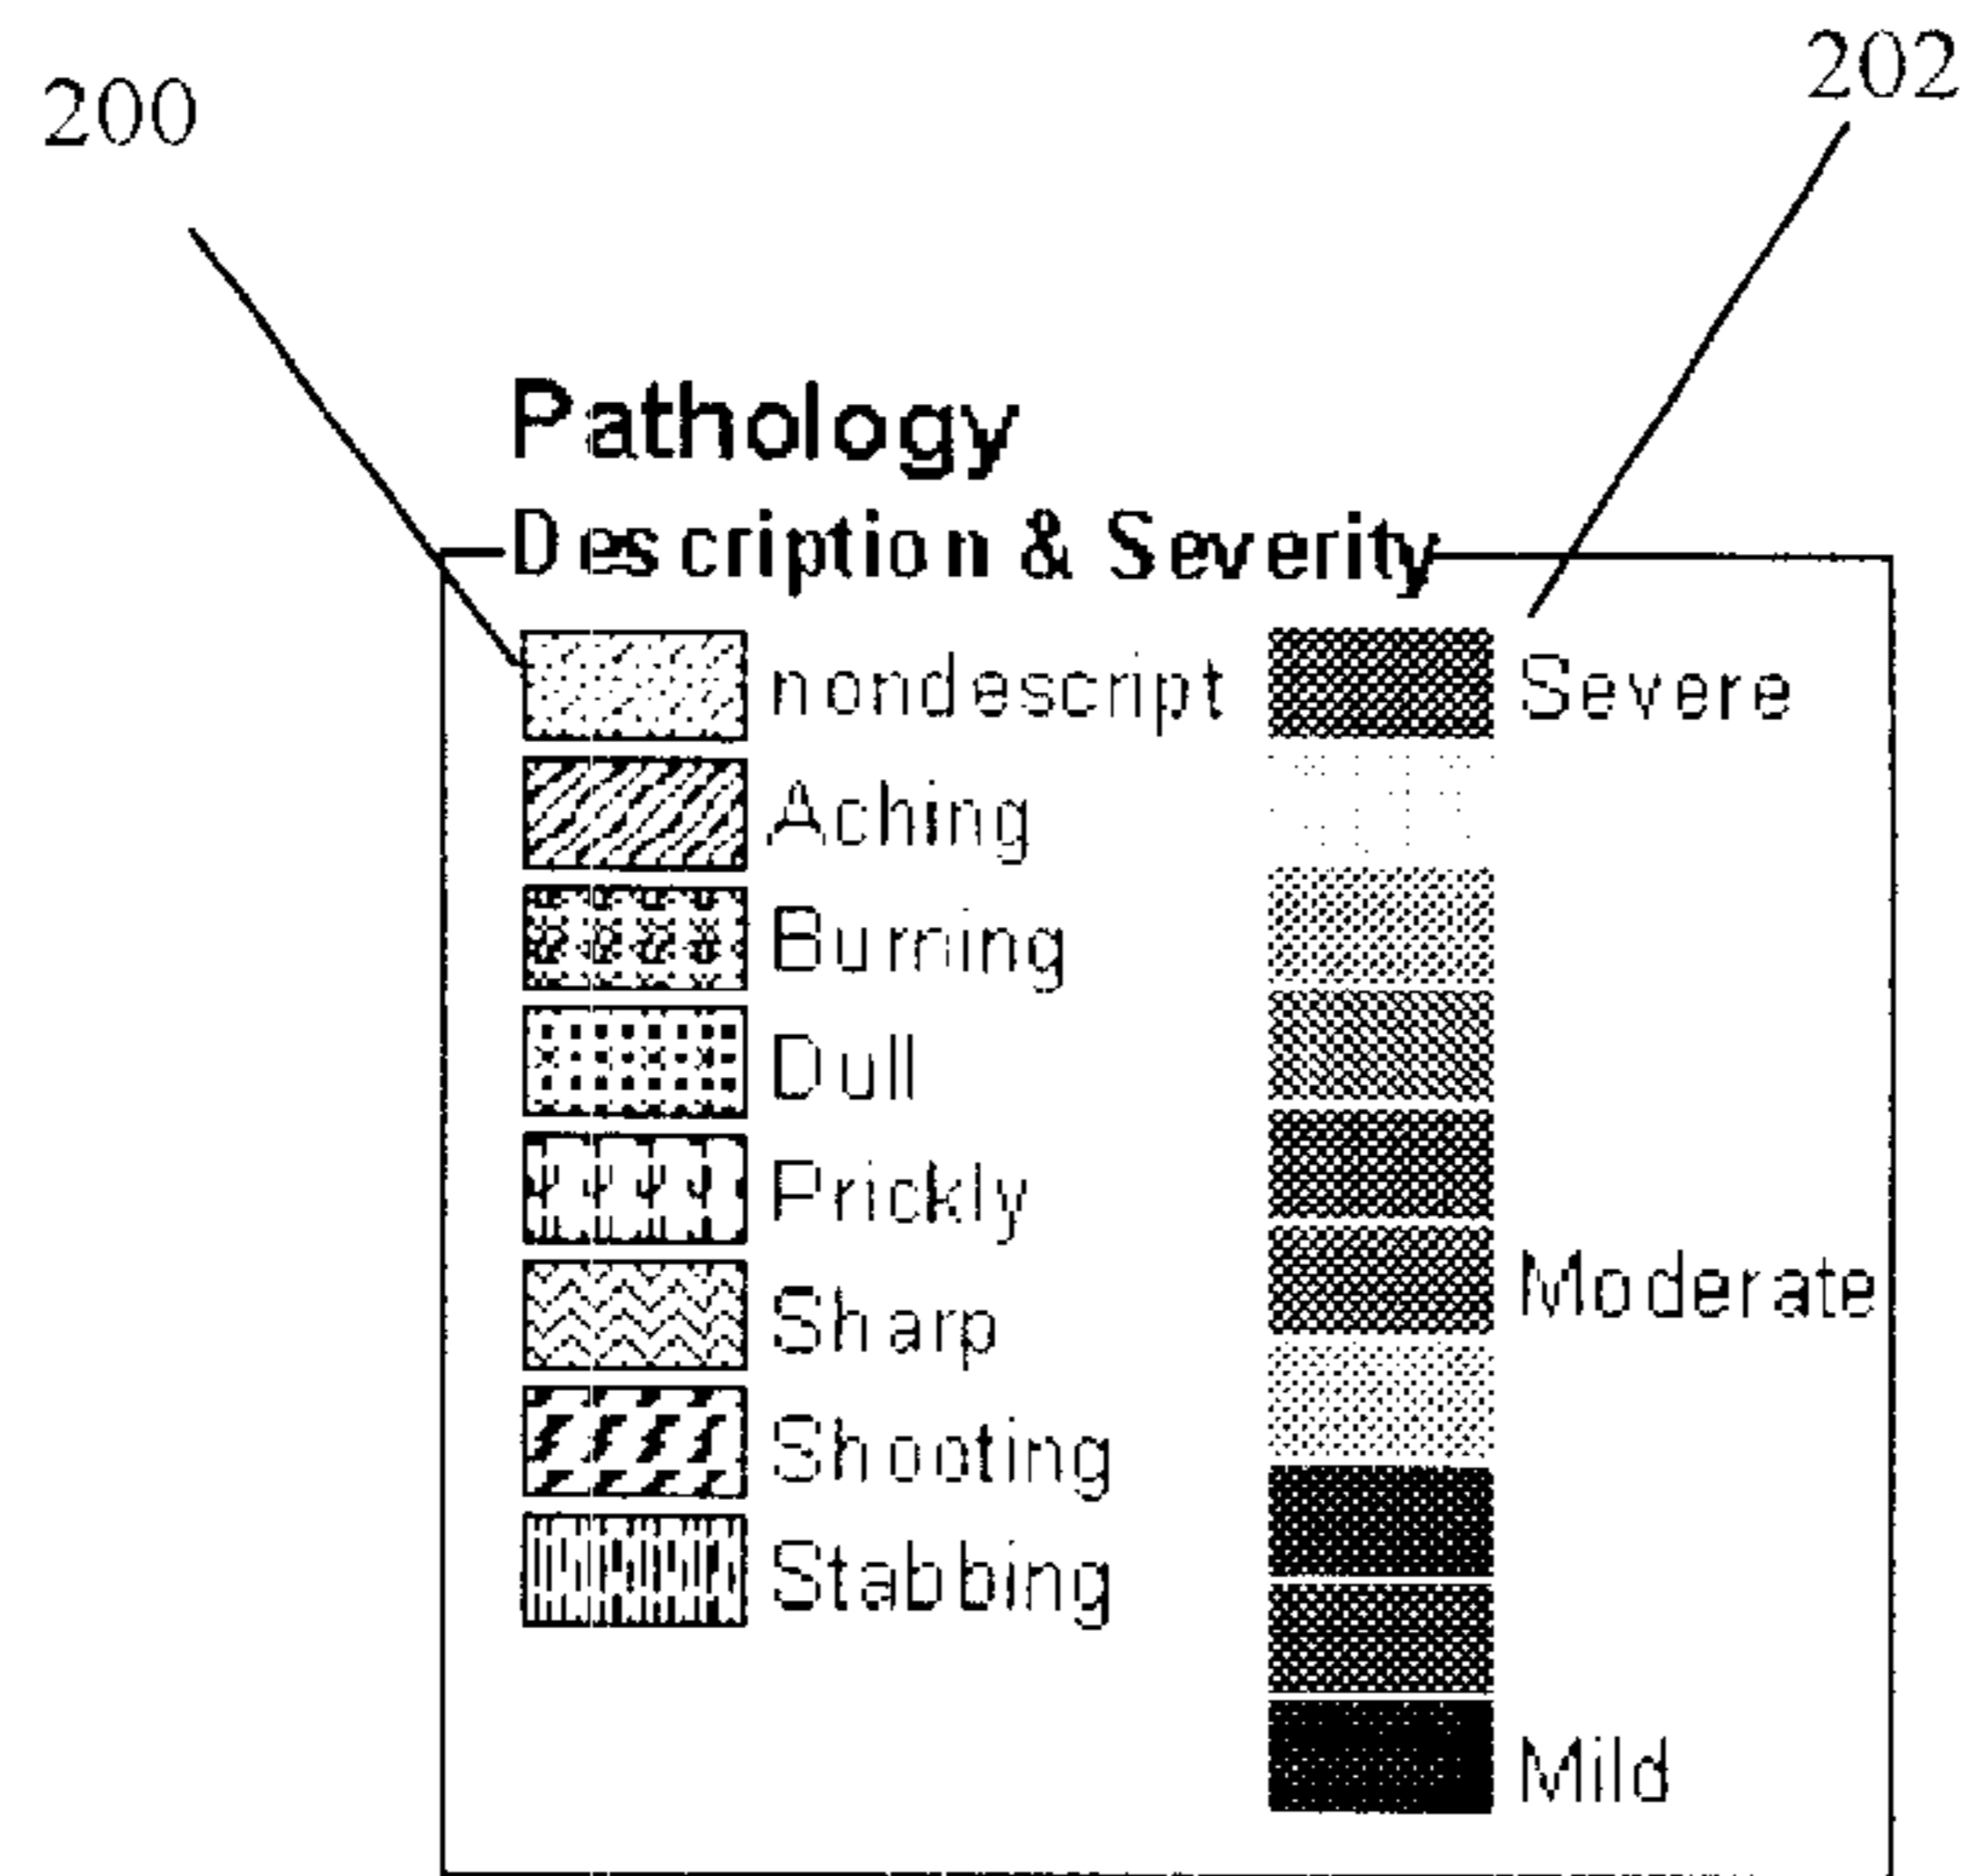 200
202
Pathology
Description & Severity
nondescript
Severe
Aching
Burning
Dull
Prickly
Moderate
Sharp
Shooting
Stabbing
Mild